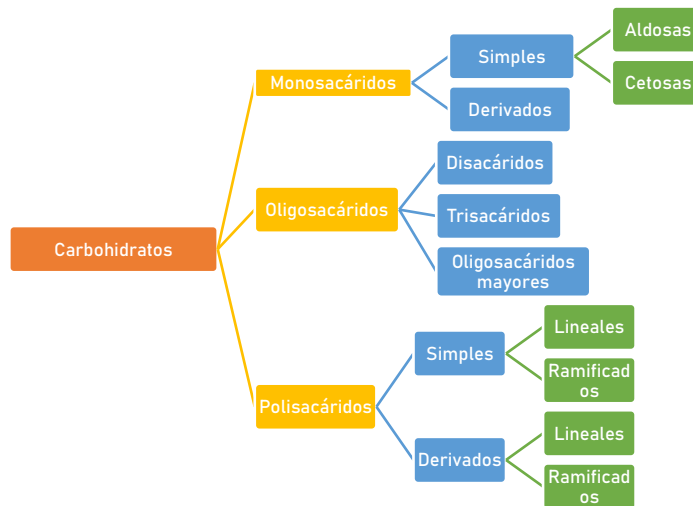 Carbohidratos
Monosacáridos
Simples
Aldosas
Cetosas
Derivados
Oligosacáridos
Disacáridos
Trisacáridos
Oligosacáridos
mayores
Polisacáridos
Simples
Lineales
Ramificad
os
Derivados
Lineales
Ramificad
os